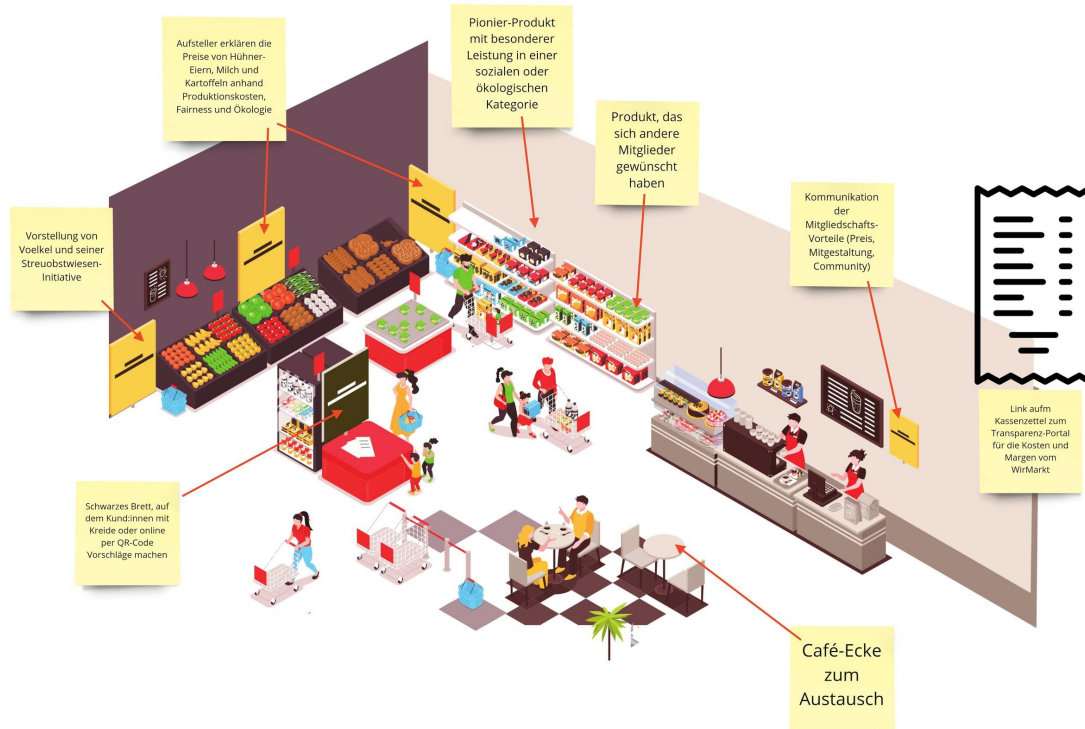 Aufsteller erklären die
Preise von Hühner-
Eiern, Milch und
Kartoffeln anhand
Produktionskosten,
Fairness und Ökologie
Pionier-Produkt
mit besonderer
Leistung in einer
sozialen oder
ökologischen
Kategorie
Produkt, das
sich andere
Mitglieder
gewünscht
haben
Kommunikation
der
Mitgliedschafts-
Vorteile (Preis,
Mitgestaltung,
Community)
Vorstellung von
Voelkel und seiner
Streuobstwiesen-
Initiative
Link aufm
Kassenzettel zum
Transparenz-Portal
für die Kosten und
Margen vom
WirMarkt
Schwarzes Brett, auf
dem Kund:innen mit
Kreide oder online
per QR-Code
Vorschläge machen
Café-Ecke
zum
Austausch